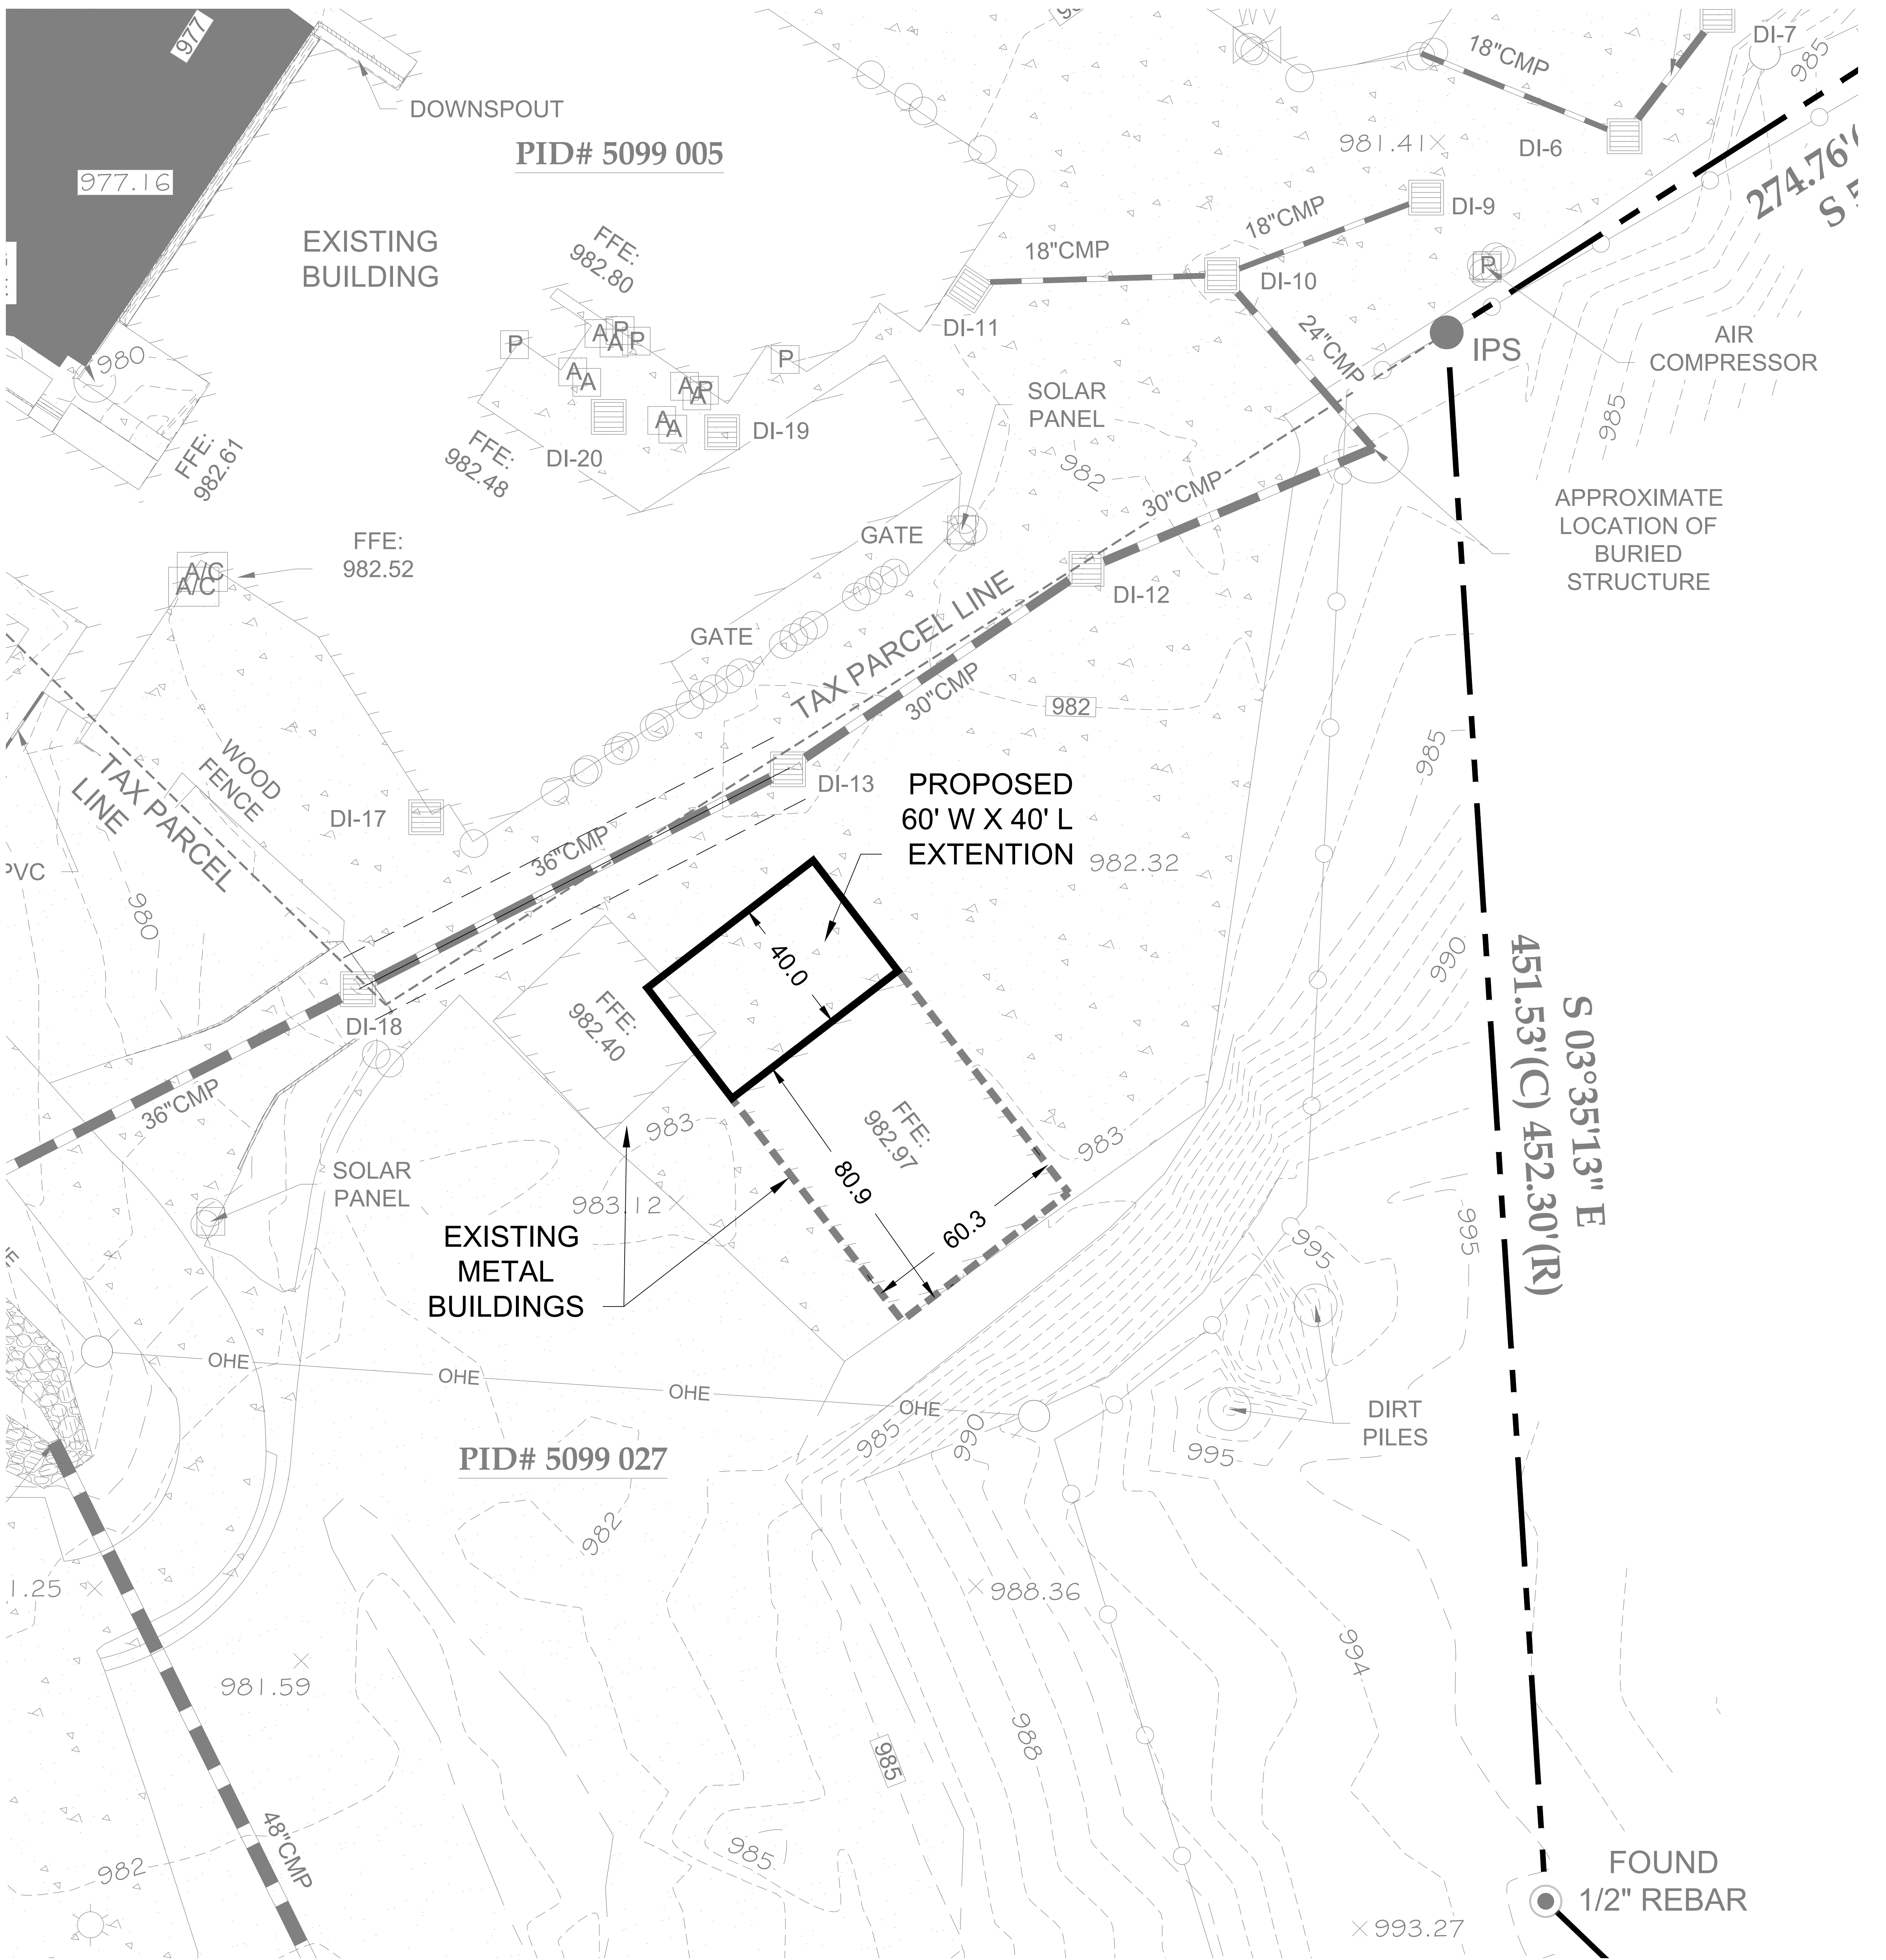 977
DOWNSPOUT
PID# 5099 005
977.16
EXISTING
BUILDING
FFE:
982.80
18"CMP
DI-7
985
DI-6
981.41
274.76'
18"CMP
DI-9
18"CMP
DI-10
DI-11
P
IPS
AIR
COMPRESSOR
24"CMP
980
FFE:
982.61
P
A
A
P
P
P
A
A
A
A
P
A
A
DI-19
DI-20
FFE:
982.48
SOLAR
PANEL
982
30"CMP
985
APPROXIMATE
LOCATION OF
BURIED
STRUCTURE
FFE:
982.52
A/C
A/C
GATE
GATE
DI-12
TAX PARCEL LINE
30"CMP
982
985
WOOD
FENCE
TAX PARCEL
LINE
DI-17
DI-13
PVC
980
36"CMP
PROPOSED
60' W X 40' L
EXTENTION
982.32
40.0
990
DI-18
FFE:
982.40
36"CMP
983
FFE:
982.97
983
S 03°35'13" E
451.53'(C) 452.30'(R)
SOLAR
PANEL
983.12
80.9
60.3
EXISTING
METAL
BUILDINGS
995
995
OHE
OHE
OHE
OHE
DIRT
PILES
985
990
995
PID# 5099 027
982
1.25
988.36
981.59
994
988
985
48"CMP
982
985
FOUND
1/2" REBAR
993.27